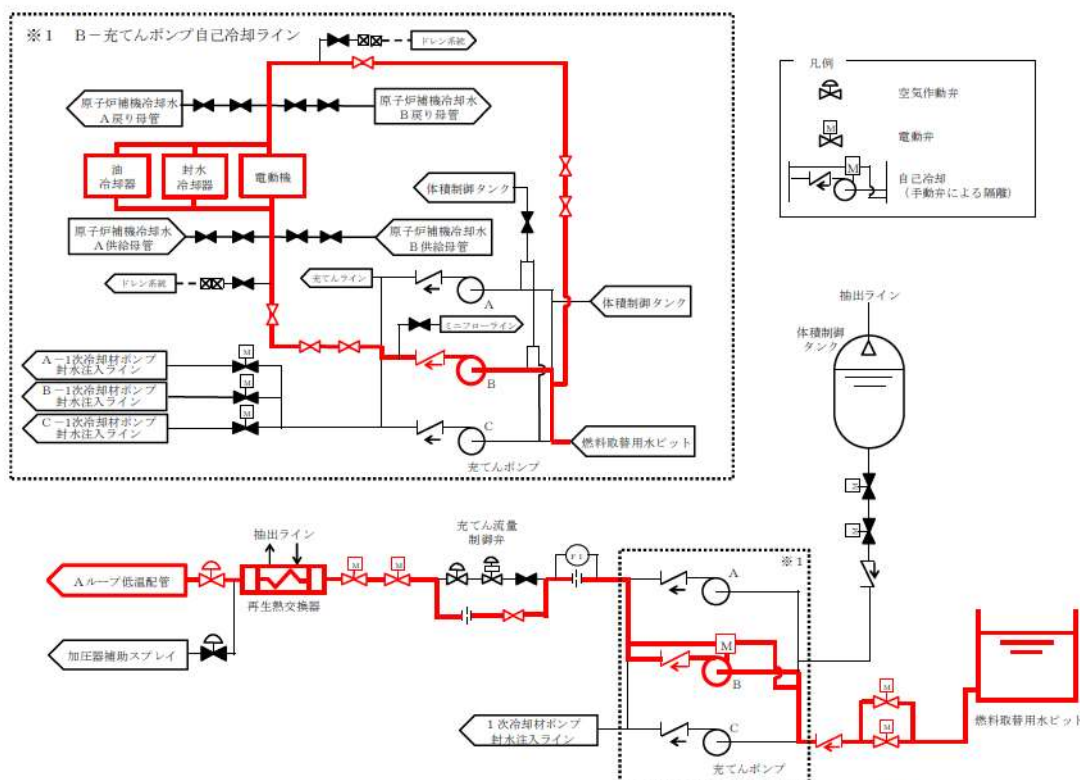 ※1 B－充てんポンプ自己冷却ライン
ドレン系統
原子炉補機冷却水
A戻り母管
原子炉補機冷却水
B戻り母管
油
冷却器
封水
冷却器
電動機
体積制御タンク
原子炉補機冷却水
A供給母管
原子炉補機冷却水
B供給母管
ドレン系統
充てんライン
A
体積制御タンク
ミニフローライン
B
A－1次冷却材ポンプ
封水注入ライン
M
B－1次冷却材ポンプ
封水注入ライン
M
C－1次冷却材ポンプ
封水注入ライン
M
C
充てんポンプ
燃料取替用水ピット
凡例
空気作動弁
M
電動弁
M
自己冷却
（手動弁による隔離）
抽出ライン
体積制御
タンク
M
M
抽出ライン
充てん流量
制御弁
FI
※1
Aループ低温配管
再生熱交換器
M
M
A
加圧器補助スプレイ
M
B
M
M
燃料取替用水ピット
1次冷却材ポンプ
封水注入ライン
C
充てんポンプ